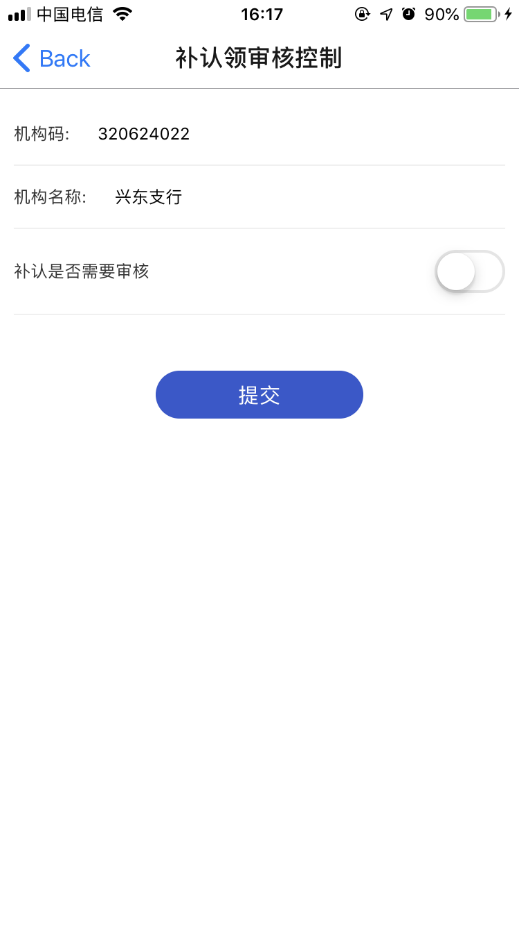 中国电信 16:17 90%
Back 补认领审核控制
机构码: 320624022
机构名称: 兴东支行
补认是否需要审核
提交